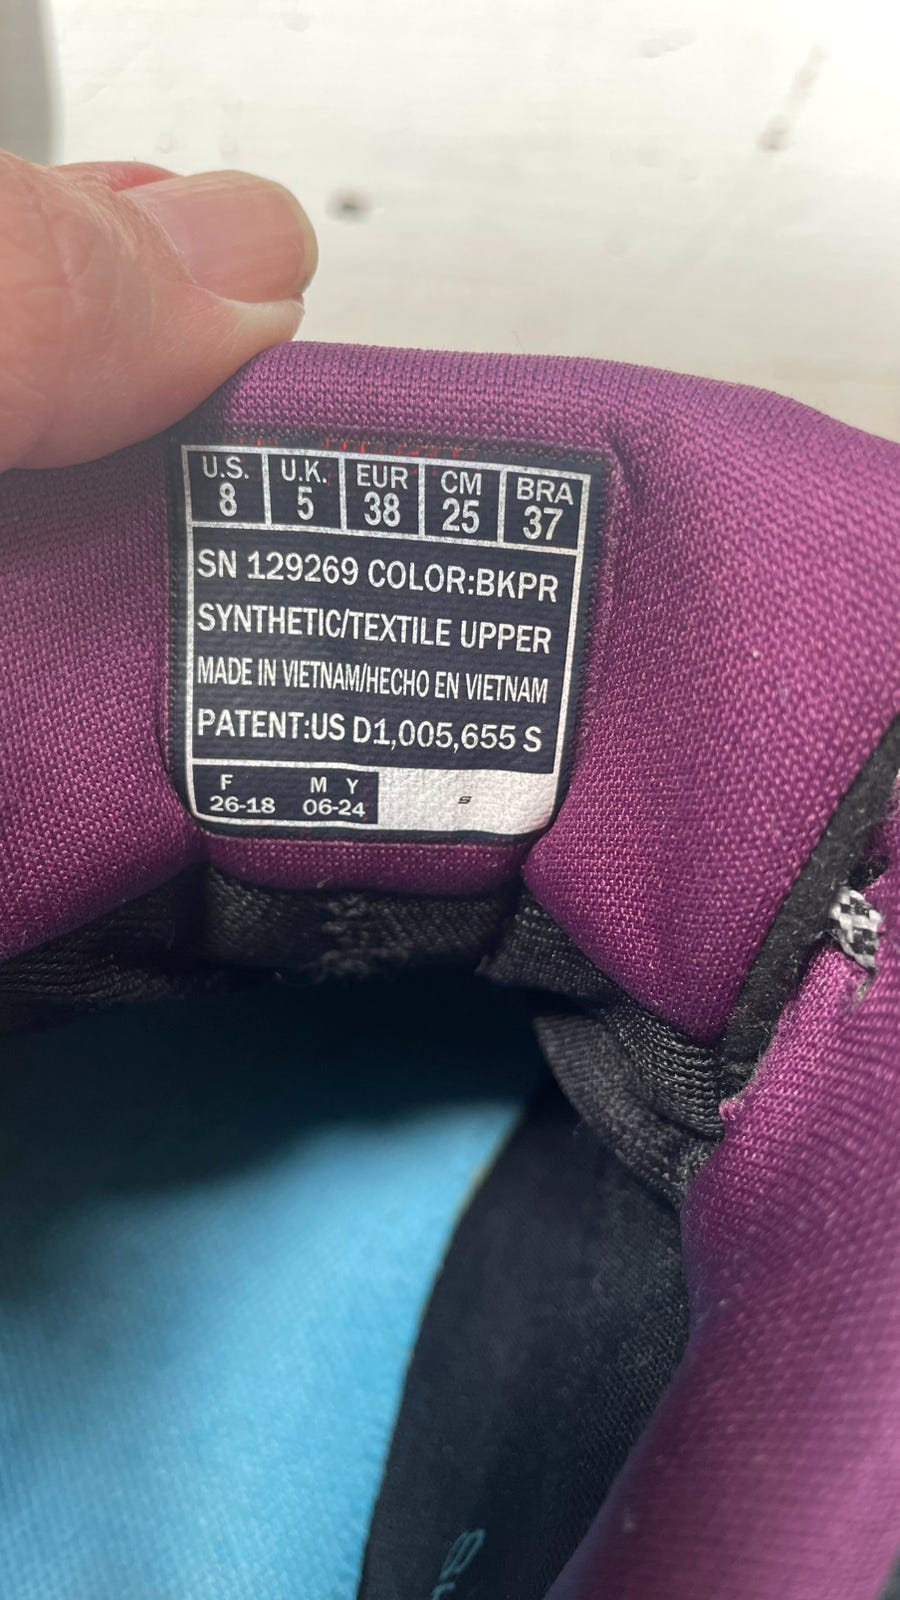 U.S. U.K. EUR CM BRA
8 5 38 25 37
SN 129269 COLOR:BKPR
SYNTHETIC/TEXTILE UPPER
MADE IN VIETNAM/HECHO EN VIETNAM
PATENT:US D1,005,655 S
F M Y
26-18 06-24